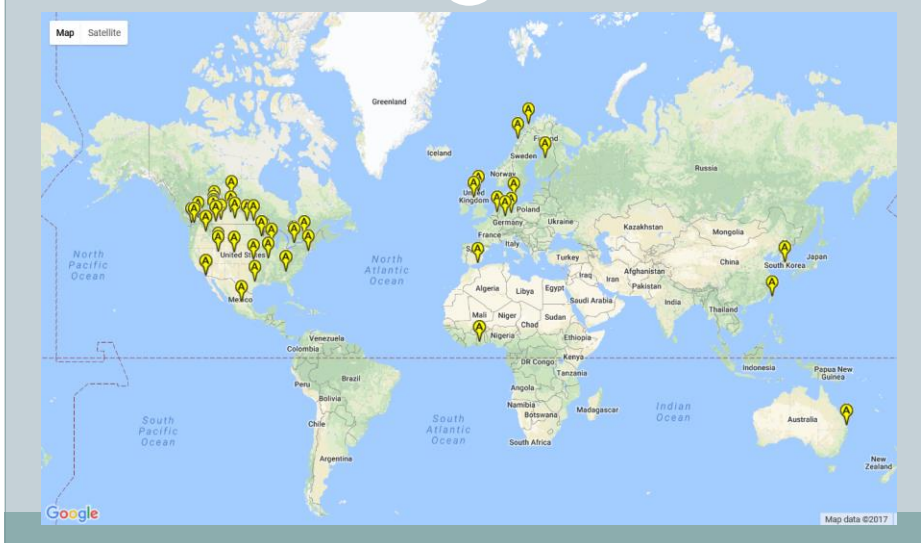 Map Satellite
Greenland
Iceland
Sweden
Russia
Norway
United
Kingdom
Poland
Germany
Ukraine
Kazakhstan
Mongolia
France
Italy
Turkey
North
Pacific
Ocean
United States
North
Atlantic
Ocean
China
Japan
South Korea
Iraq
Iran
Afghanistan
Pakistan
Algeria
Libya
Egypt
Saudi Arabia
India
Mexico
Mali
Niger
Chad
Sudan
Thailand
Nigeria
Ethiopia
Venezuela
Colombia
DR Congo
Kenya
Tanzania
Indonesia
Papua New
Guinea
Peru
Brazil
Bolivia
Angola
Namibia
Botswana
Madagascar
Chile
South
Pacific
Ocean
South
Atlantic
Ocean
Indian
Ocean
Australia
South Africa
Argentina
New
Zealand
Google
Map data ©2017